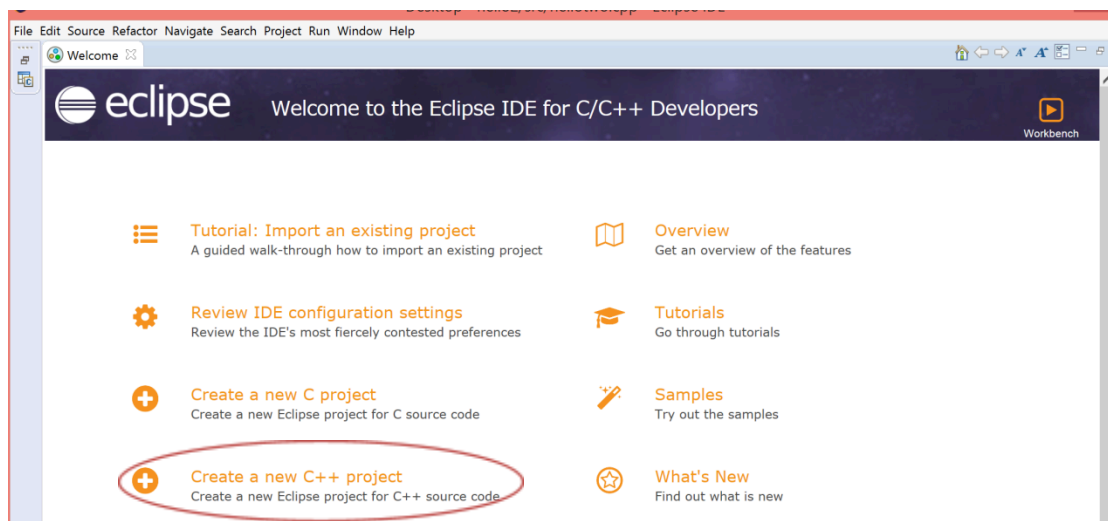 File Edit Source Refactor Navigate Search Project Run Window Help
Welcome
eclipse Welcome to the Eclipse IDE for C/C++ Developers
Workbench
Tutorial: Import an existing project
A guided walk-through how to import an existing project
Overview
Get an overview of the features
Review IDE configuration settings
Review the IDE's most fiercely contested preferences
Tutorials
Go through tutorials
Create a new C project
Create a new Eclipse project for C source code
Samples
Try out the samples
Create a new C++ project
Create a new Eclipse project for C++ source code
What's New
Find out what is new